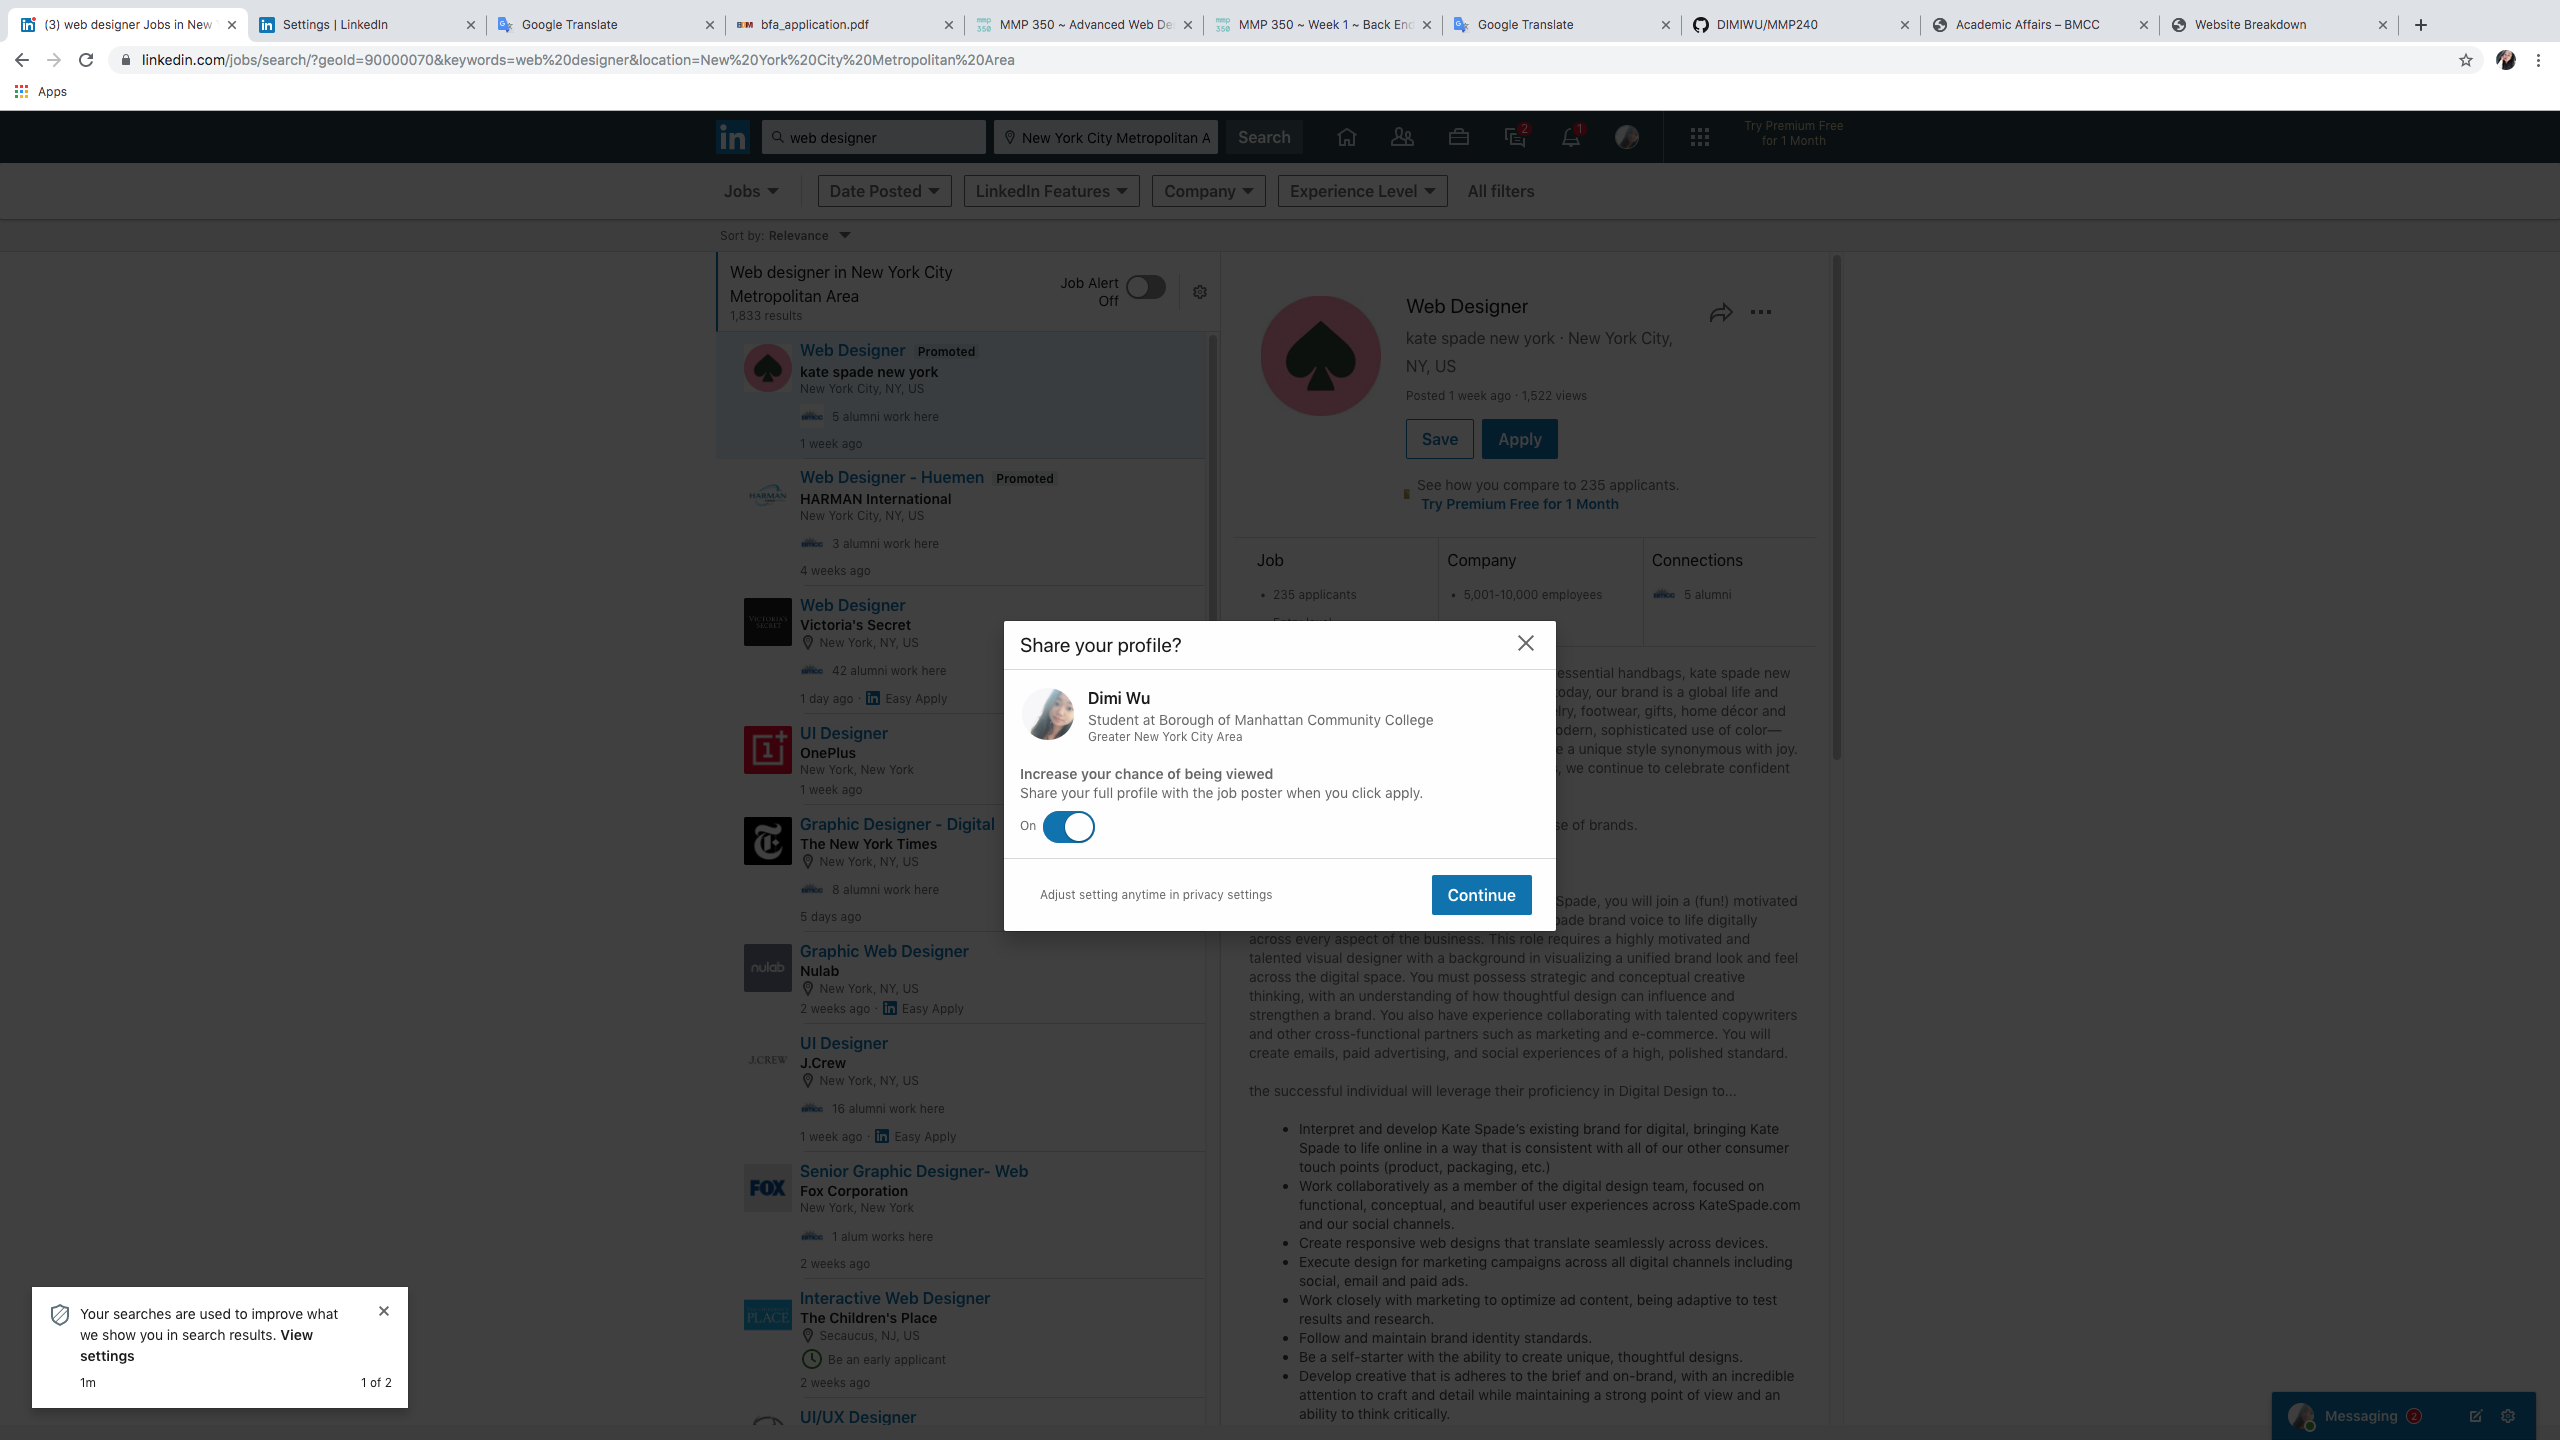 (3) web designer Jobs in New Y
Settings | LinkedIn
Google Translate
bfa_application.pdf
MMP 350 ~ Advanced Web De
MMP 350 ~ Week 1 ~ Back End
Google Translate
DIMIWU/MMP240
Academic Affairs – BMCC
Website Breakdown
linkedin.com/jobs/search/?geoId=90000070&keywords=web%20designer&location=New%20York%20City%20Metropolitan%20Area
Apps
in
web designer
New York City Metropolitan A
Search
2
1
Try Premium Free
for 1 Month
Jobs
Date Posted
LinkedIn Features
Company
Experience Level
All filters
Sort by: Relevance
Web designer in New York City
Metropolitan Area
1,833 results
Job Alert
Off
Web Designer Promoted
kate spade new york
New York City, NY, US
5 alumni work here
1 week ago
Web Designer - Huemen Promoted
HARMAN
HARMAN International
New York City, NY, US
3 alumni work here
4 weeks ago
Web Designer
VICTORIA'S
SECRET
Victoria's Secret
New York, NY, US
42 alumni work here
1 day ago · in Easy Apply
UI Designer
OnePlus
New York, New York
1 week ago
Graphic Designer - Digital
The New York Times
New York, NY, US
8 alumni work here
5 days ago
Graphic Web Designer
nulab
Nulab
New York, NY, US
2 weeks ago · in Easy Apply
UI Designer
J.CREW
J.Crew
New York, NY, US
16 alumni work here
1 week ago · in Easy Apply
Senior Graphic Designer- Web
FOX
Fox Corporation
New York, New York
1 alum works here
2 weeks ago
Interactive Web Designer
PLACE
The Children's Place
Secaucus, NJ, US
Be an early applicant
2 weeks ago
UI/UX Designer
Web Designer
kate spade new york · New York City,
NY, US
Posted 1 week ago · 1,522 views
Save
Apply
See how you compare to 235 applicants.
Try Premium Free for 1 Month
Job
Company
Connections
• 235 applicants
• 5,001-10,000 employees
5 alumni
Share your profile?
Dimi Wu
Student at Borough of Manhattan Community College
Greater New York City Area
Increase your chance of being viewed
Share your full profile with the job poster when you click apply.
On
Adjust setting anytime in privacy settings
Continue
essential handbags, kate spade new
oday, our brand is a global life and
lry, footwear, gifts, home décor and
odern, sophisticated use of color—
e a unique style synonymous with joy.
, we continue to celebrate confident
se of brands.
Spade, you will join a (fun!) motivated
pade brand voice to life digitally
across every aspect of the business. This role requires a highly motivated and
talented visual designer with a background in visualizing a unified brand look and feel
across the digital space. You must possess strategic and conceptual creative
thinking, with an understanding of how thoughtful design can influence and
strengthen a brand. You also have experience collaborating with talented copywriters
and other cross-functional partners such as marketing and e-commerce. You will
create emails, paid advertising, and social experiences of a high, polished standard.
the successful individual will leverage their proficiency in Digital Design to...
• Interpret and develop Kate Spade's existing brand for digital, bringing Kate
Spade to life online in a way that is consistent with all of our other consumer
touch points (product, packaging, etc.)
• Work collaboratively as a member of the digital design team, focused on
functional, conceptual, and beautiful user experiences across KateSpade.com
and our social channels.
• Create responsive web designs that translate seamlessly across devices.
• Execute design for marketing campaigns across all digital channels including
social, email and paid ads.
• Work closely with marketing to optimize ad content, being adaptive to test
results and research.
• Follow and maintain brand identity standards.
• Be a self-starter with the ability to create unique, thoughtful designs.
• Develop creative that is adheres to the brief and on-brand, with an incredible
attention to craft and detail while maintaining a strong point of view and an
ability to think critically.
Your searches are used to improve what
we show you in search results. View
settings
1m
1 of 2
Messaging 2